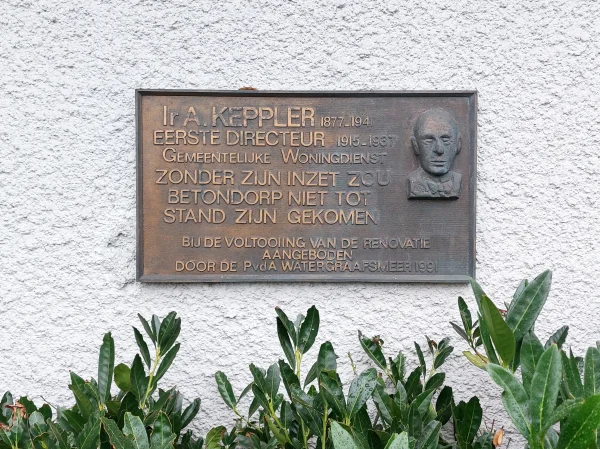 Ir A. KEPPLER 1877-1941
EERSTE DIRECTEUR 1915-1937
GEMEENTELIJKE WONINGDIENST
ZONDER ZIJN INZET ZOU
BETONDORP NIET TOT
STAND ZIJN GEKOMEN
BIJ DE VOLTOOIING VAN DE RENOVATIE
AANGEBODEN
DOOR DE PvdA WATERGRAAFSMEER 1991